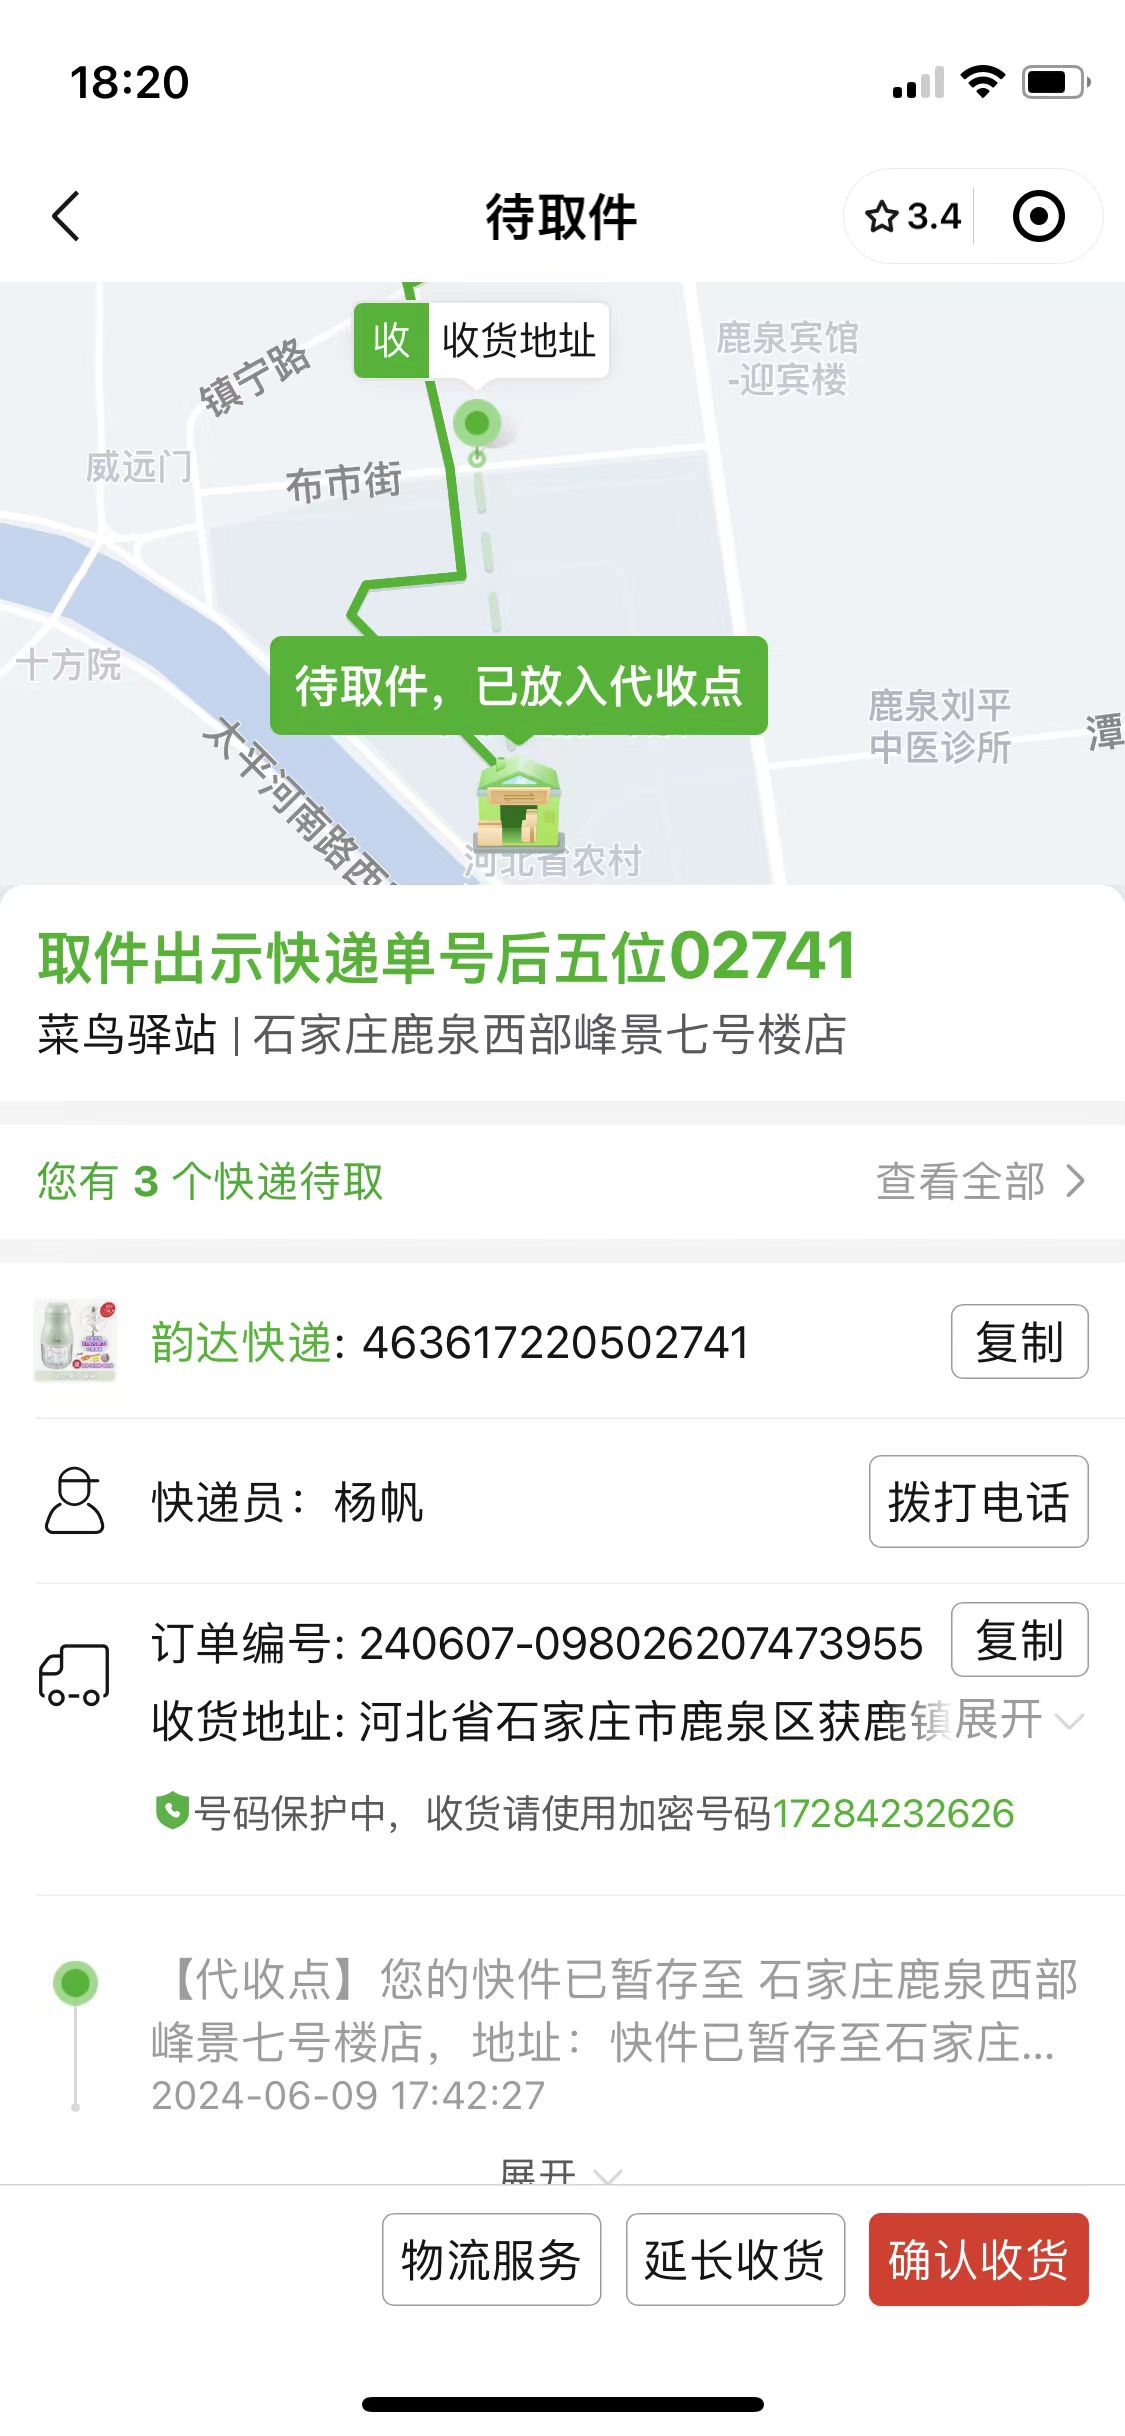 18:20
待取件
3.4
收 收货地址
鹿泉宾馆
-迎宾楼
镇宁路
威远门
布市街
十方院
待取件，已放入代收点
鹿泉刘平
中医诊所
潭
太平河南路西
河北省农村
取件出示快递单号后五位02741
菜鸟驿站 | 石家庄鹿泉西部峰景七号楼店
您有 3 个快递待取
查看全部
韵达快递: 463617220502741
复制
快递员： 杨帆
拨打电话
订单编号: 240607-098026207473955
复制
收货地址: 河北省石家庄市鹿泉区获鹿镇展开
号码保护中，收货请使用加密号码17284232626
【代收点】您的快件已暂存至 石家庄鹿泉西部
峰景七号楼店，地址：快件已暂存至石家庄...
2024-06-09 17:42:27
展开
物流服务
延长收货
确认收货